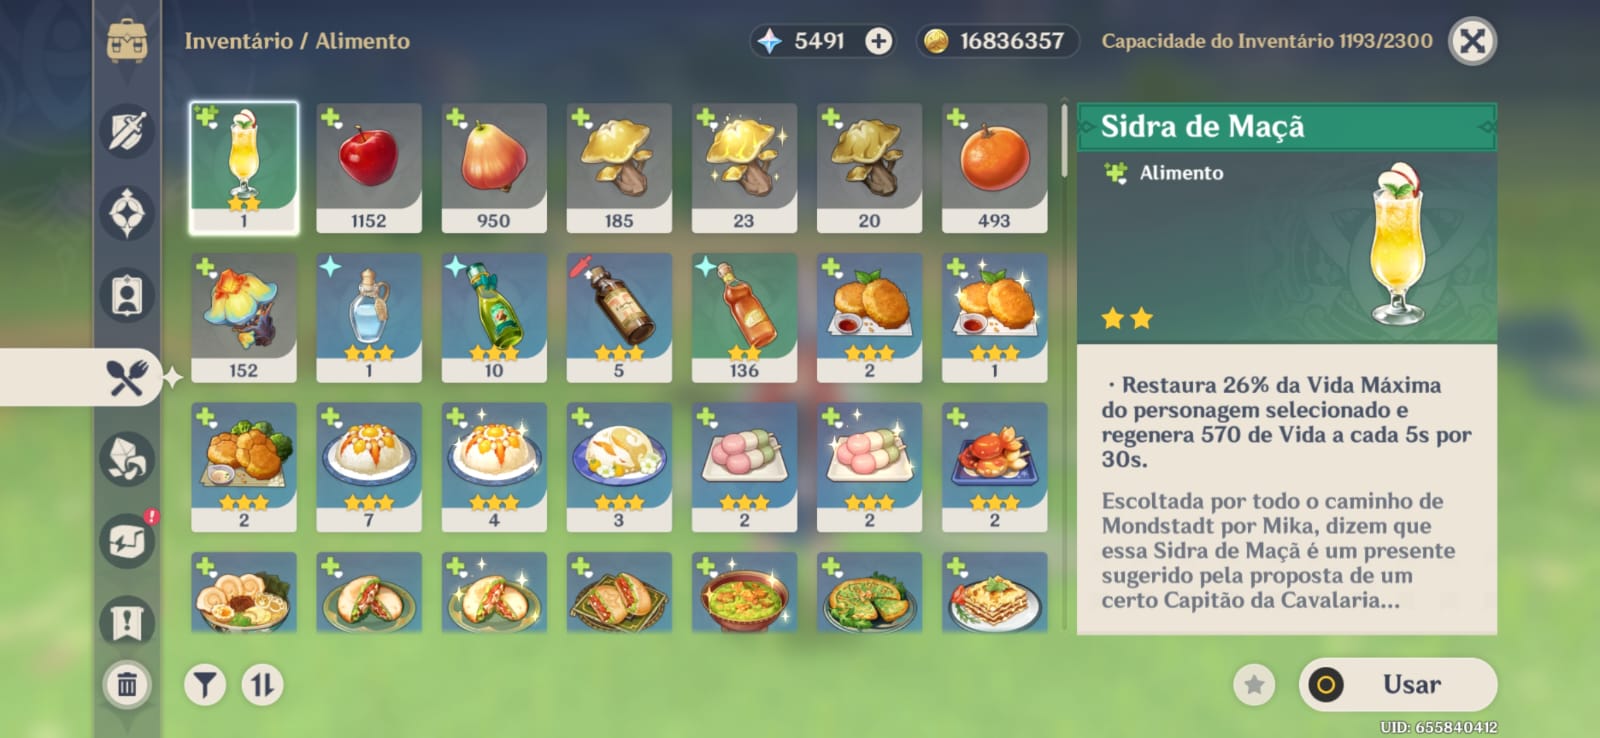 Inventário / Alimento
5491
16836357
Capacidade do Inventário 1193/2300
1
1152
950
185
23
20
493
152
1
10
5
136
2
1
2
7
4
3
2
2
2
Sidra de Maçã
Alimento
· Restaura 26% da Vida Máxima
do personagem selecionado e
regenera 570 de Vida a cada 5s por
30s.
Escoltada por todo o caminho de
Mondstadt por Mika, dizem que
essa Sidra de Maçã é um presente
sugerido pela proposta de um
certo Capitão da Cavalaria...
Usar
UID: 655840412